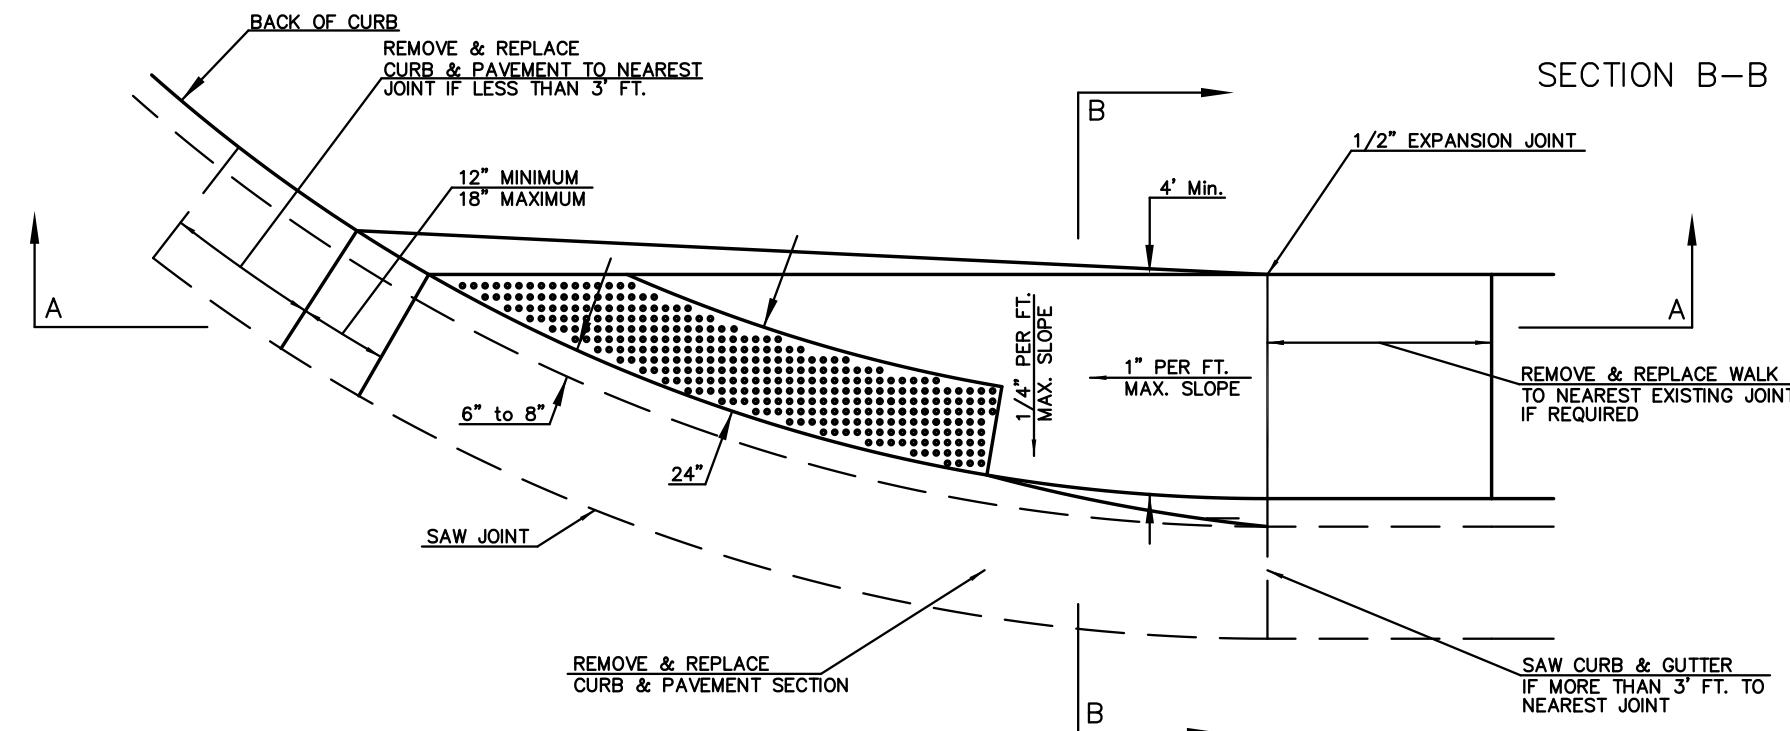 BACK OF CURB
REMOVE & REPLACE
CURB & PAVEMENT TO NEAREST
JOINT IF LESS THAN 3' FT.
SECTION B-B
B
1/2" EXPANSION JOINT
12" MINIMUM
18" MAXIMUM
4' Min.
A
A
1/4" PER FT.
MAX. SLOPE
1" PER FT.
MAX. SLOPE
REMOVE & REPLACE WALK
TO NEAREST EXISTING JOINT
IF REQUIRED
6" to 8"
24"
SAW JOINT
REMOVE & REPLACE
CURB & PAVEMENT SECTION
SAW CURB & GUTTER
IF MORE THAN 3' FT. TO
NEAREST JOINT
B